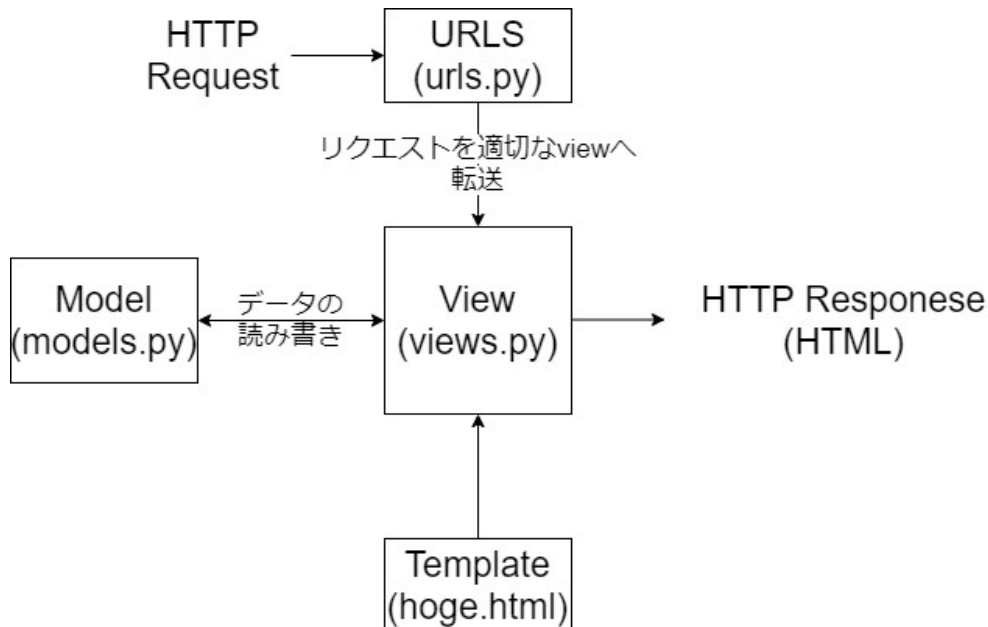 HTTP
Request
URLS
(urls.py)
リクエストを適切なviewへ
転送
Model
(models.py)
データの
読み書き
View
(views.py)
HTTP Responese
(HTML)
Template
(hoge.html)